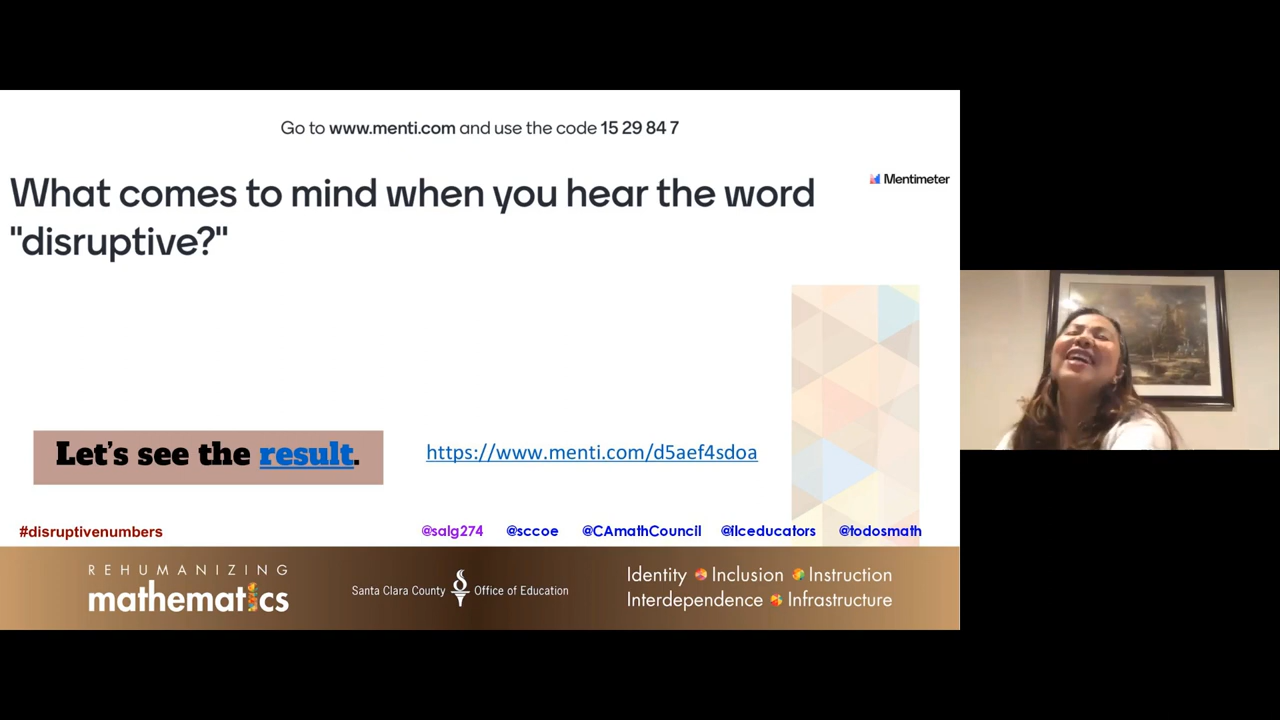 Go to www.menti.com and use the code 15 29 84 7
What comes to mind when you hear the word
"disruptive?"
Mentimeter
Let's see the result.
https://www.menti.com/d5aef4sdoa
#disruptivenumbers
@salg274 @sccoe @CAmathCouncil @ilceducators @todosmath
REHUMANIZING
mathematics
Santa Clara County Office of Education
Identity Inclusion Instruction
Interdependence Infrastructure